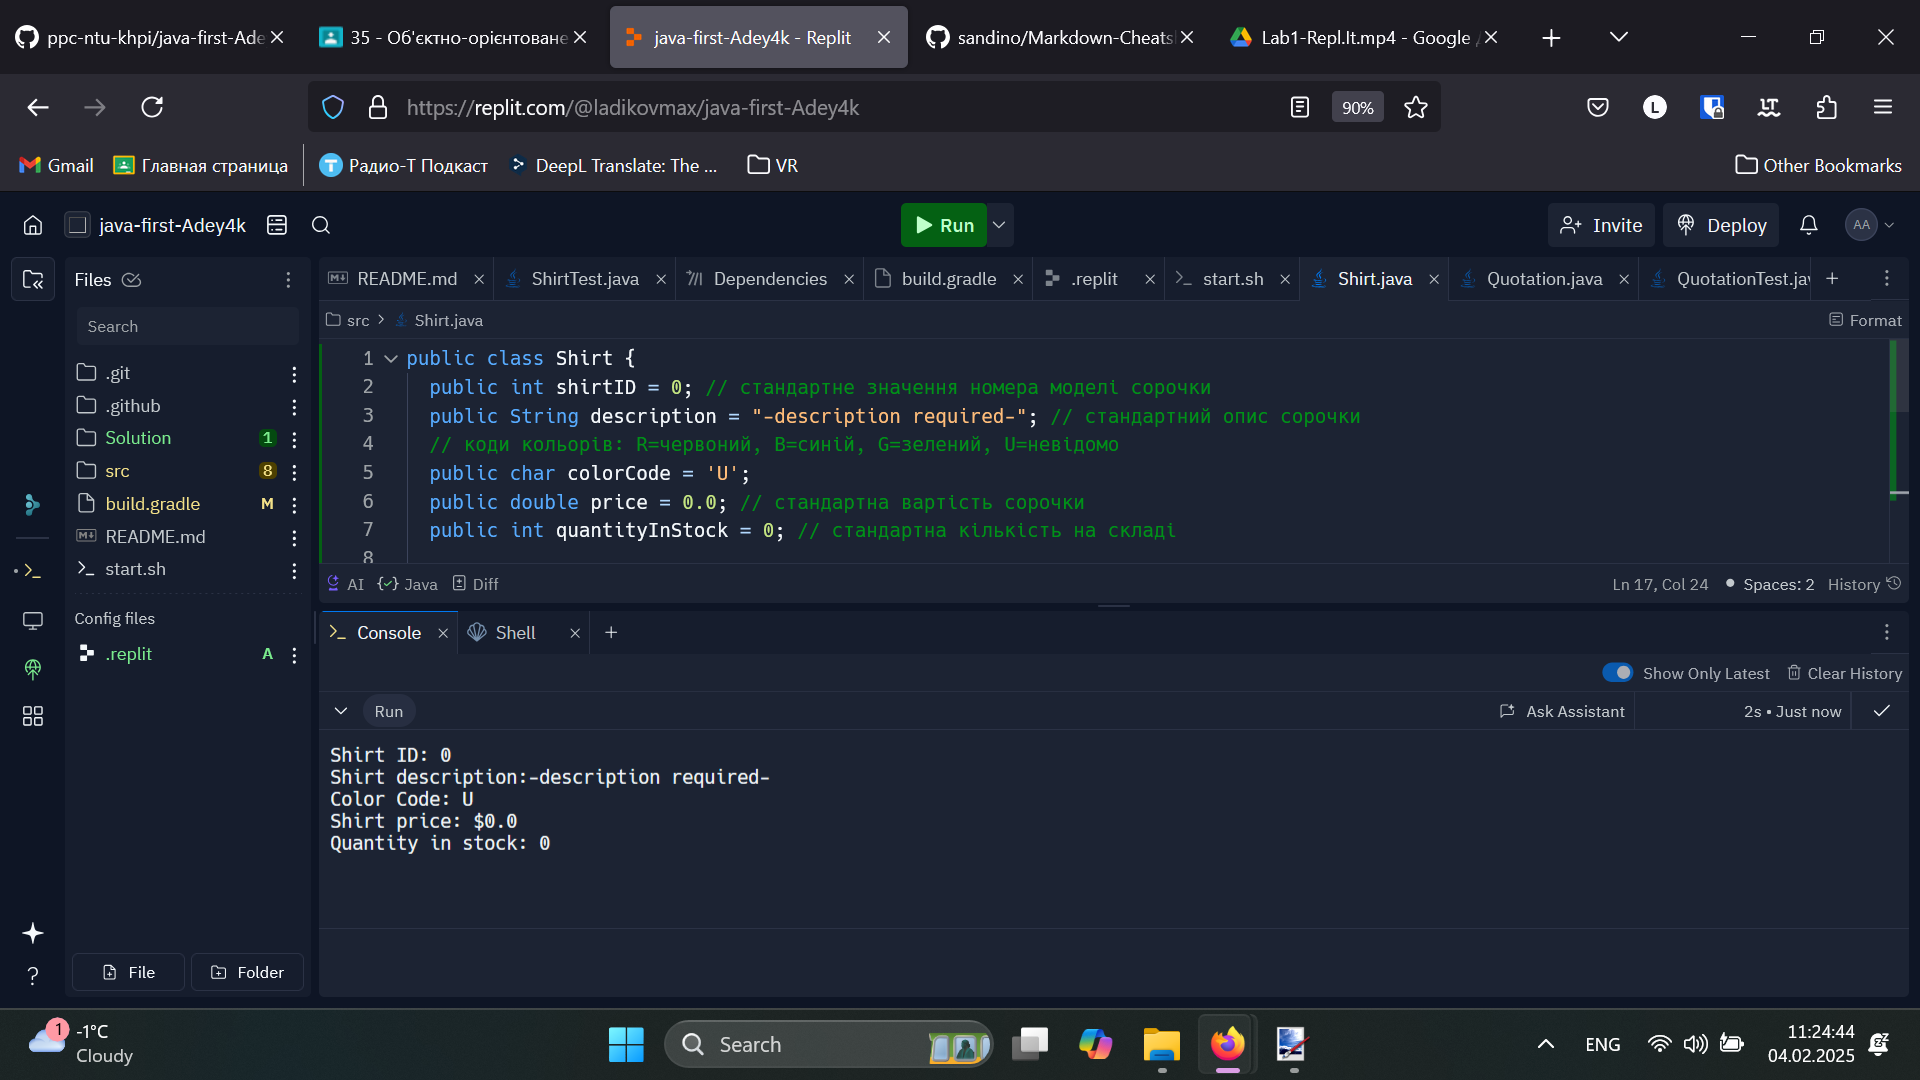 ppc-ntu-khpi/java-first-Ade
35 - Об'єктно-орієнтоване
java-first-Adey4k - Replit
sandino/Markdown-Cheats
Lab1-Repl.It.mp4 - Google
https://replit.com/@ladikovmax/java-first-Adey4k
90%
L
Gmail
Главная страница
Радио-Т Подкаст
DeepL Translate: The ...
VR
Other Bookmarks
java-first-Adey4k
Run
Invite
Deploy
AA
Files
README.md
ShirtTest.java
Dependencies
build.gradle
.replit
start.sh
Shirt.java
Quotation.java
QuotationTest.jav
Search
src > Shirt.java
Format
.git
.github
Solution 1
src 8
build.gradle M
README.md
start.sh
Config files
.replit A
File
Folder
1 public class Shirt {
2 public int shirtID = 0; // стандартне значення номера моделі сорочки
3 public String description = "-description required-"; // стандартний опис сорочки
4 // коди кольорів: R=червоний, B=синій, G=зелений, U=невідомо
5 public char colorCode = 'U';
6 public double price = 0.0; // стандартна вартість сорочки
7 public int quantityInStock = 0; // стандартна кількість на складі
8
AI
Java
Diff
Ln 17, Col 24
Spaces: 2
History
Console
Shell
Show Only Latest
Clear History
Run
Ask Assistant
2s • Just now
Shirt ID: 0
Shirt description:-description required-
Color Code: U
Shirt price: $0.0
Quantity in stock: 0
1
-1°C
Cloudy
Search
ENG
11:24:44
04.02.2025